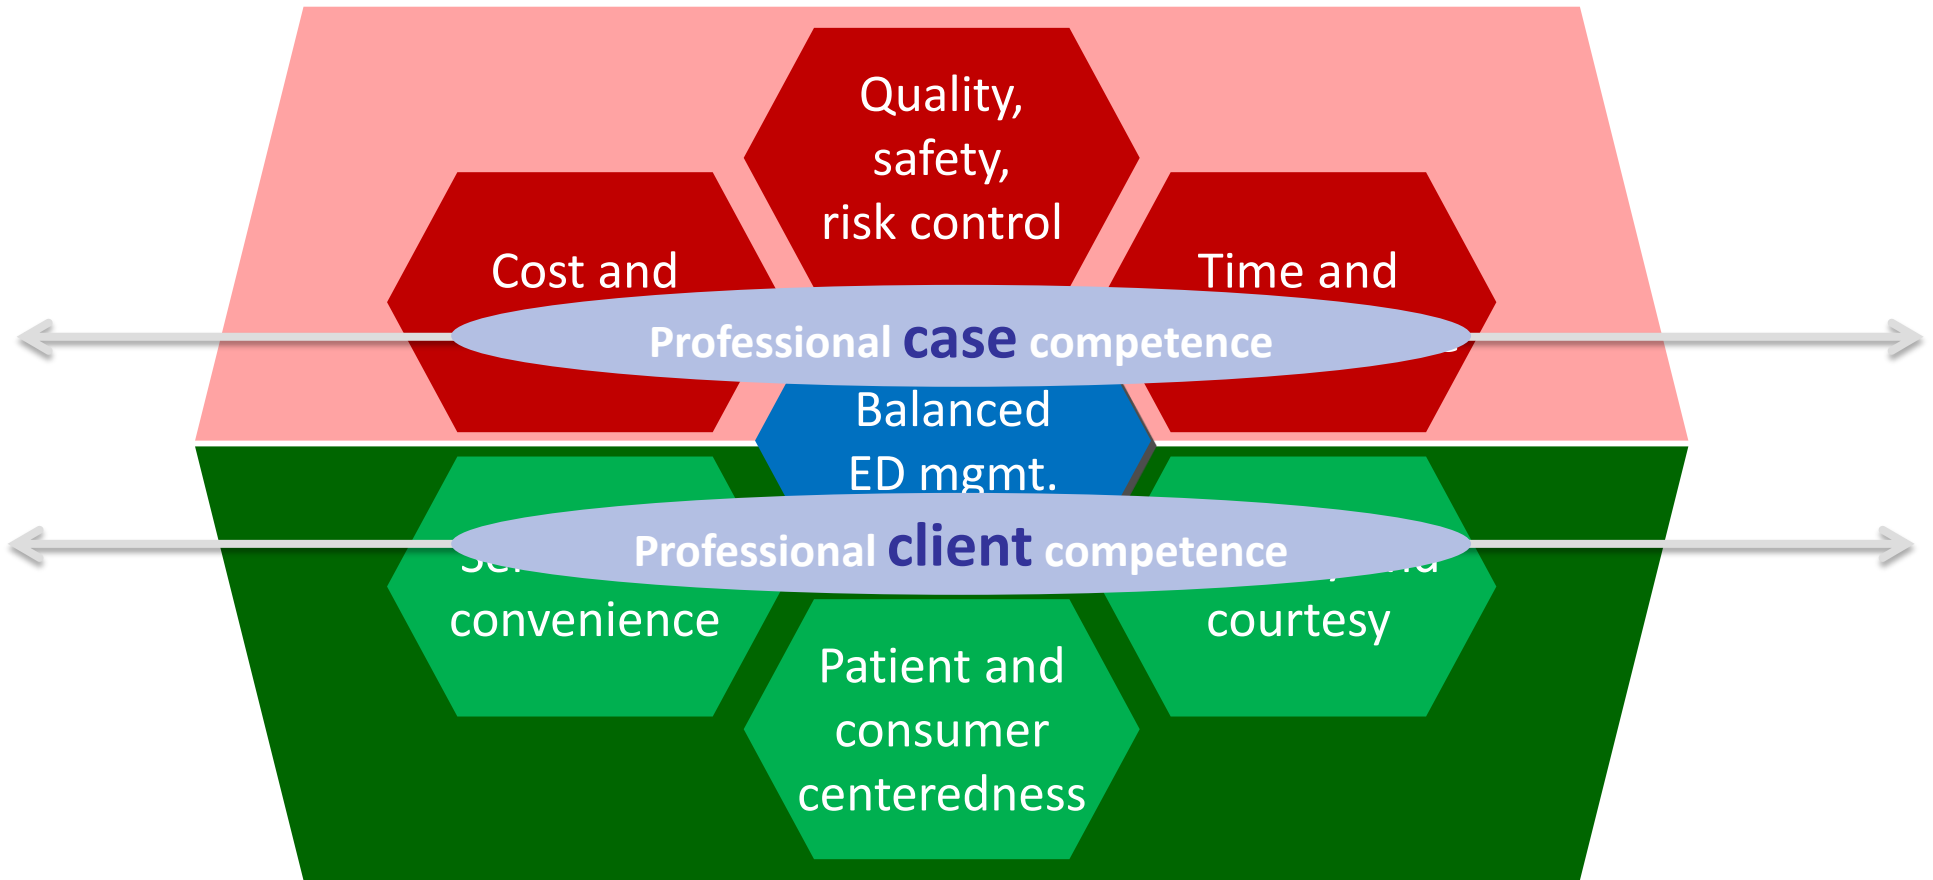 Quality,
safety,
risk control
Cost and
Time and
Professional case competence
Balanced
ED mgmt.
Professional client competence
convenience
courtesy
Patient and
consumer
centeredness